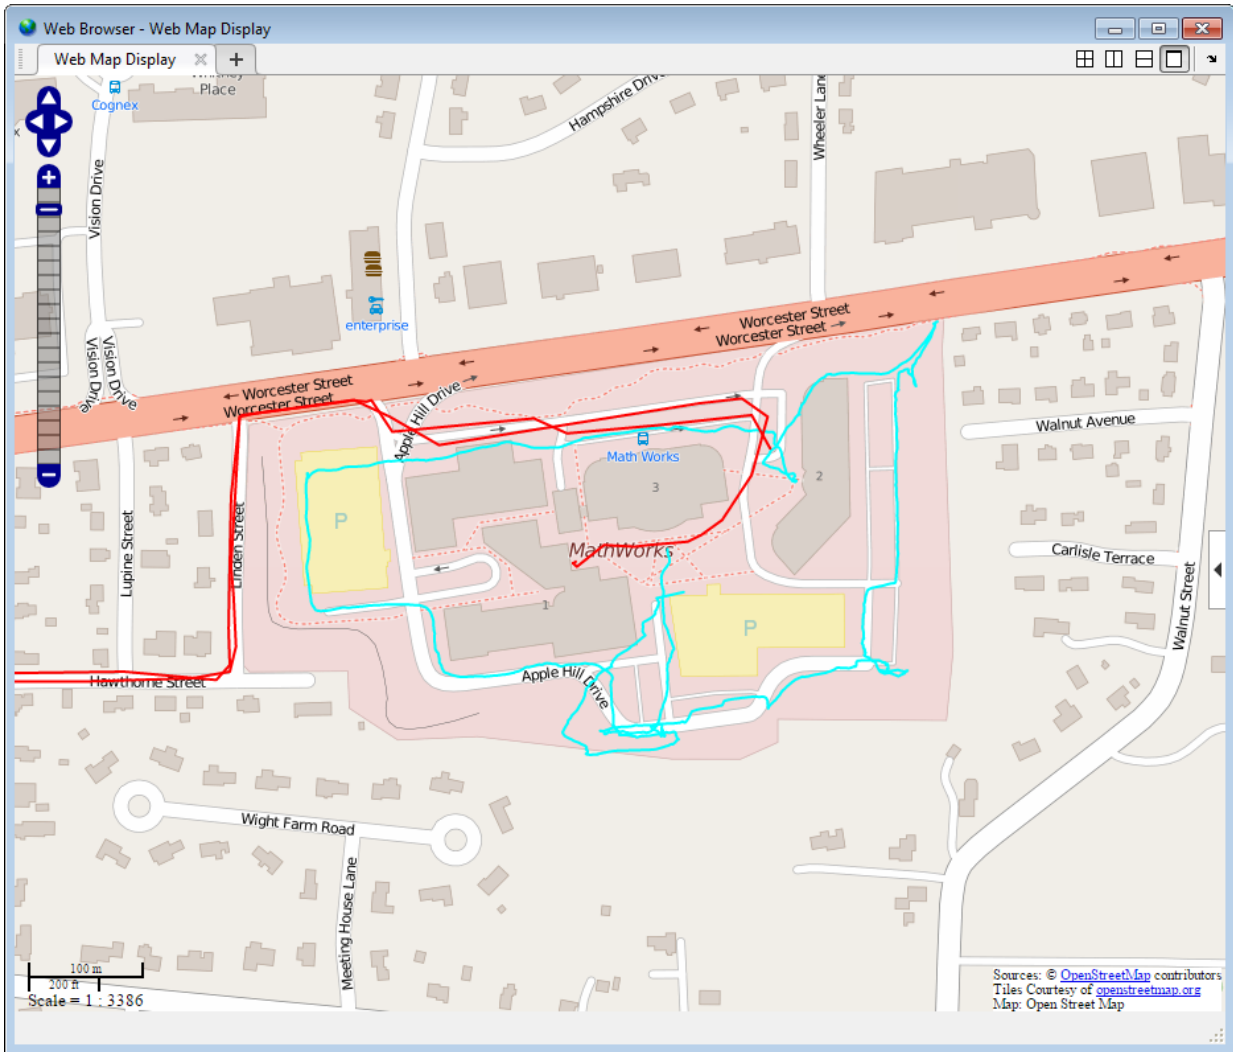 Web Browser - Web Map Display
Web Map Display
+
Whitney
Place
Cognex
Hampshire Drive
Wheeler Lane
Vision Drive
enterprise
Worcester Street
Worcester Street
Vision Drive
Vision Drive
Worcester Street
Worcester Street
Apple Hill Drive
Walnut Avenue
Math Works
3
2
P
Linden Street
Lupine Street
MathWorks
Carlisle Terrace
Walnut Street
1
P
Hawthorne Street
Apple Hill Drive
Wight Farm Road
Meeting House Lane
100 m
200 ft
Scale = 1 : 3386
Sources: © OpenStreetMap contributors
Tiles Courtesy of openstreetmap.org
Map: Open Street Map